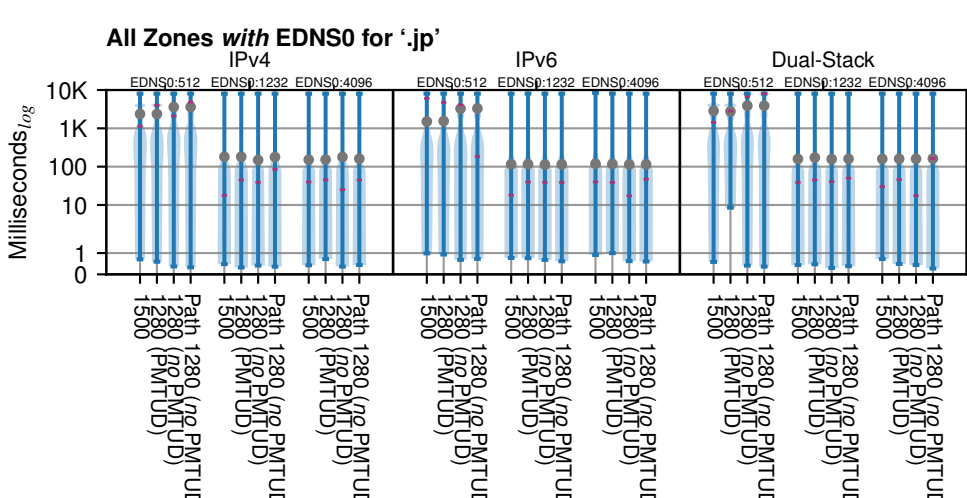 All Zones with EDNS0 for ‘.jp’
IPv4 IPv6 Dual-Stack
EDNS0:512 EDNS0:1232 EDNS0:4096 EDNS0:512 EDNS0:1232 EDNS0:4096 EDNS0:512 EDNS0:1232 EDNS0:4096
10K
1K
100
10
1
0
Milliseconds log
1500
1280 (PMTUD)
1280 (no PMTUD)
Path 1280 (no PMTUD
1500
1280 (PMTUD)
1280 (no PMTUD)
Path 1280 (no PMTUD
1500
1280 (PMTUD)
1280 (no PMTUD)
Path 1280 (no PMTUD
1500
1280 (PMTUD)
1280 (no PMTUD)
Path 1280 (no PMTUD
1500
1280 (PMTUD)
1280 (no PMTUD)
Path 1280 (no PMTUD
1500
1280 (PMTUD)
1280 (no PMTUD)
Path 1280 (no PMTUD
1500
1280 (PMTUD)
1280 (no PMTUD)
Path 1280 (no PMTUD
1500
1280 (PMTUD)
1280 (no PMTUD)
Path 1280 (no PMTUD
1500
1280 (PMTUD)
1280 (no PMTUD)
Path 1280 (no PMTUD